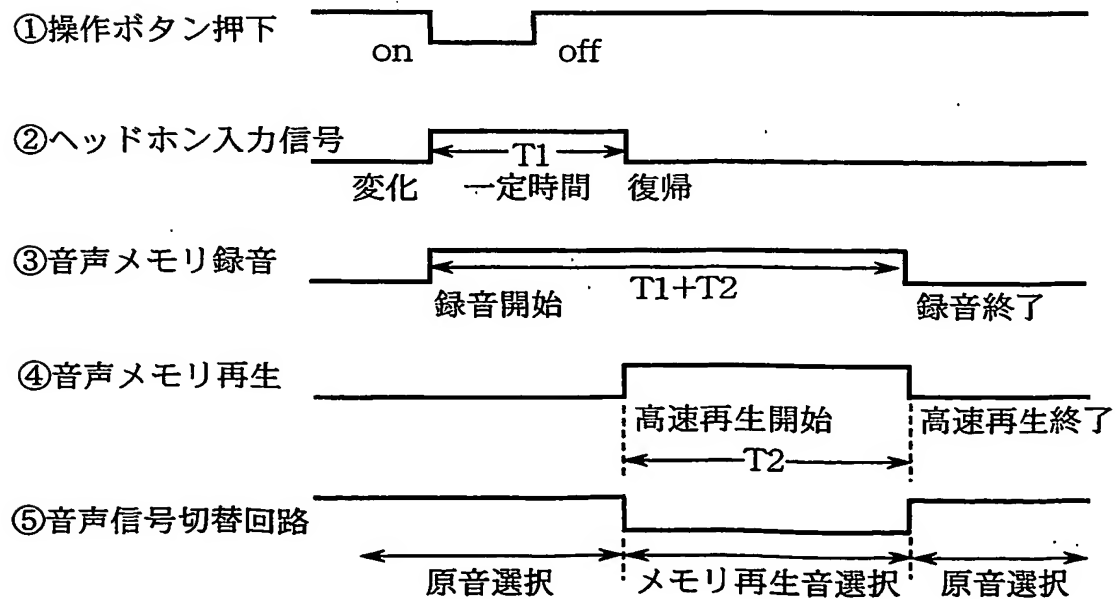 ①操作ボタン押下
on
off
②ヘッドホン入力信号
T1
変化
一定時間
復帰
③音声メモリ録音
T1+T2
録音開始
録音終了
④音声メモリ再生
高速再生開始
高速再生終了
T2
⑤音声信号切替回路
原音選択
メモリ再生音選択
原音選択